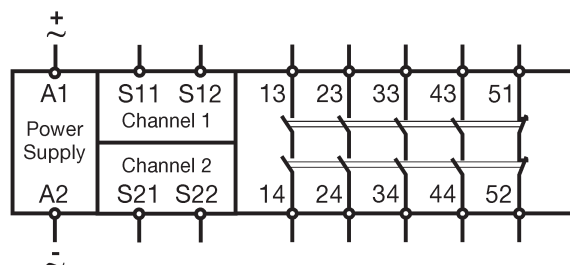 +
~
A1 S11 S12 13 23 33 43 51
Power
Supply
Channel 1
Channel 2
A2 S21 S22 14 24 34 44 52
-
~